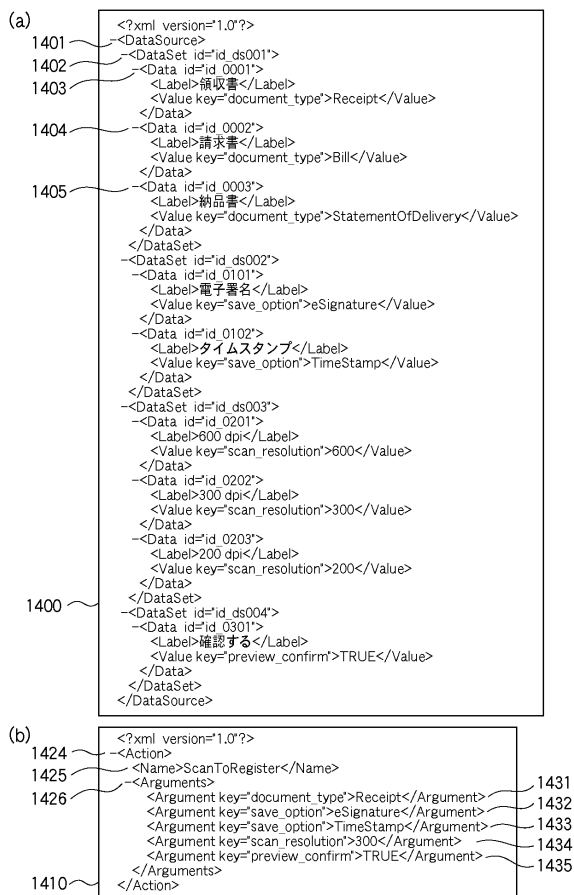 (a)
<?xml version="1.0"?>
1401 -<DataSource>
1402 -<DataSet id="id_ds001">
1403 -<Data id="id_0001">
<Label>領収書</Label>
<Value key="document_type">Receipt</Value>
</Data>
1404 -<Data id="id_0002">
<Label>請求書</Label>
<Value key="document_type">Bill</Value>
</Data>
1405 -<Data id="id_0003">
<Label>納品書</Label>
<Value key="document_type">StatementOfDelivery</Value>
</Data>
</DataSet>
-<DataSet id="id_ds002">
-<Data id="id_0101">
<Label>電子署名</Label>
<Value key="save_option">eSignature</Value>
</Data>
-<Data id="id_0102">
<Label>タイムスタンプ</Label>
<Value key="save_option">TimeStamp</Value>
</Data>
</DataSet>
-<DataSet id="id_ds003">
-<Data id="id_0201">
<Label>600 dpi</Label>
<Value key="scan_resolution">600</Value>
</Data>
-<Data id="id_0202">
<Label>300 dpi</Label>
<Value key="scan_resolution">300</Value>
</Data>
-<Data id="id_0203">
<Label>200 dpi</Label>
<Value key="scan_resolution">200</Value>
</Data>
</DataSet>
1400 -<DataSet id="id_ds004">
-<Data id="id_0301">
<Label>確認する</Label>
<Value key="preview_confirm">TRUE</Value>
</Data>
</DataSet>
</DataSource>
(b)
<?xml version="1.0"?>
1424 -<Action>
1425 <Name>ScanToRegister</Name>
1426 -<Arguments>
<Argument key="document_type">Receipt</Argument> 1431
<Argument key="save_option">eSignature</Argument> 1432
<Argument key="save_option">TimeStamp</Argument> 1433
<Argument key="scan_resolution">300</Argument> 1434
<Argument key="preview_confirm">TRUE</Argument> 1435
</Arguments>
1410 </Action>